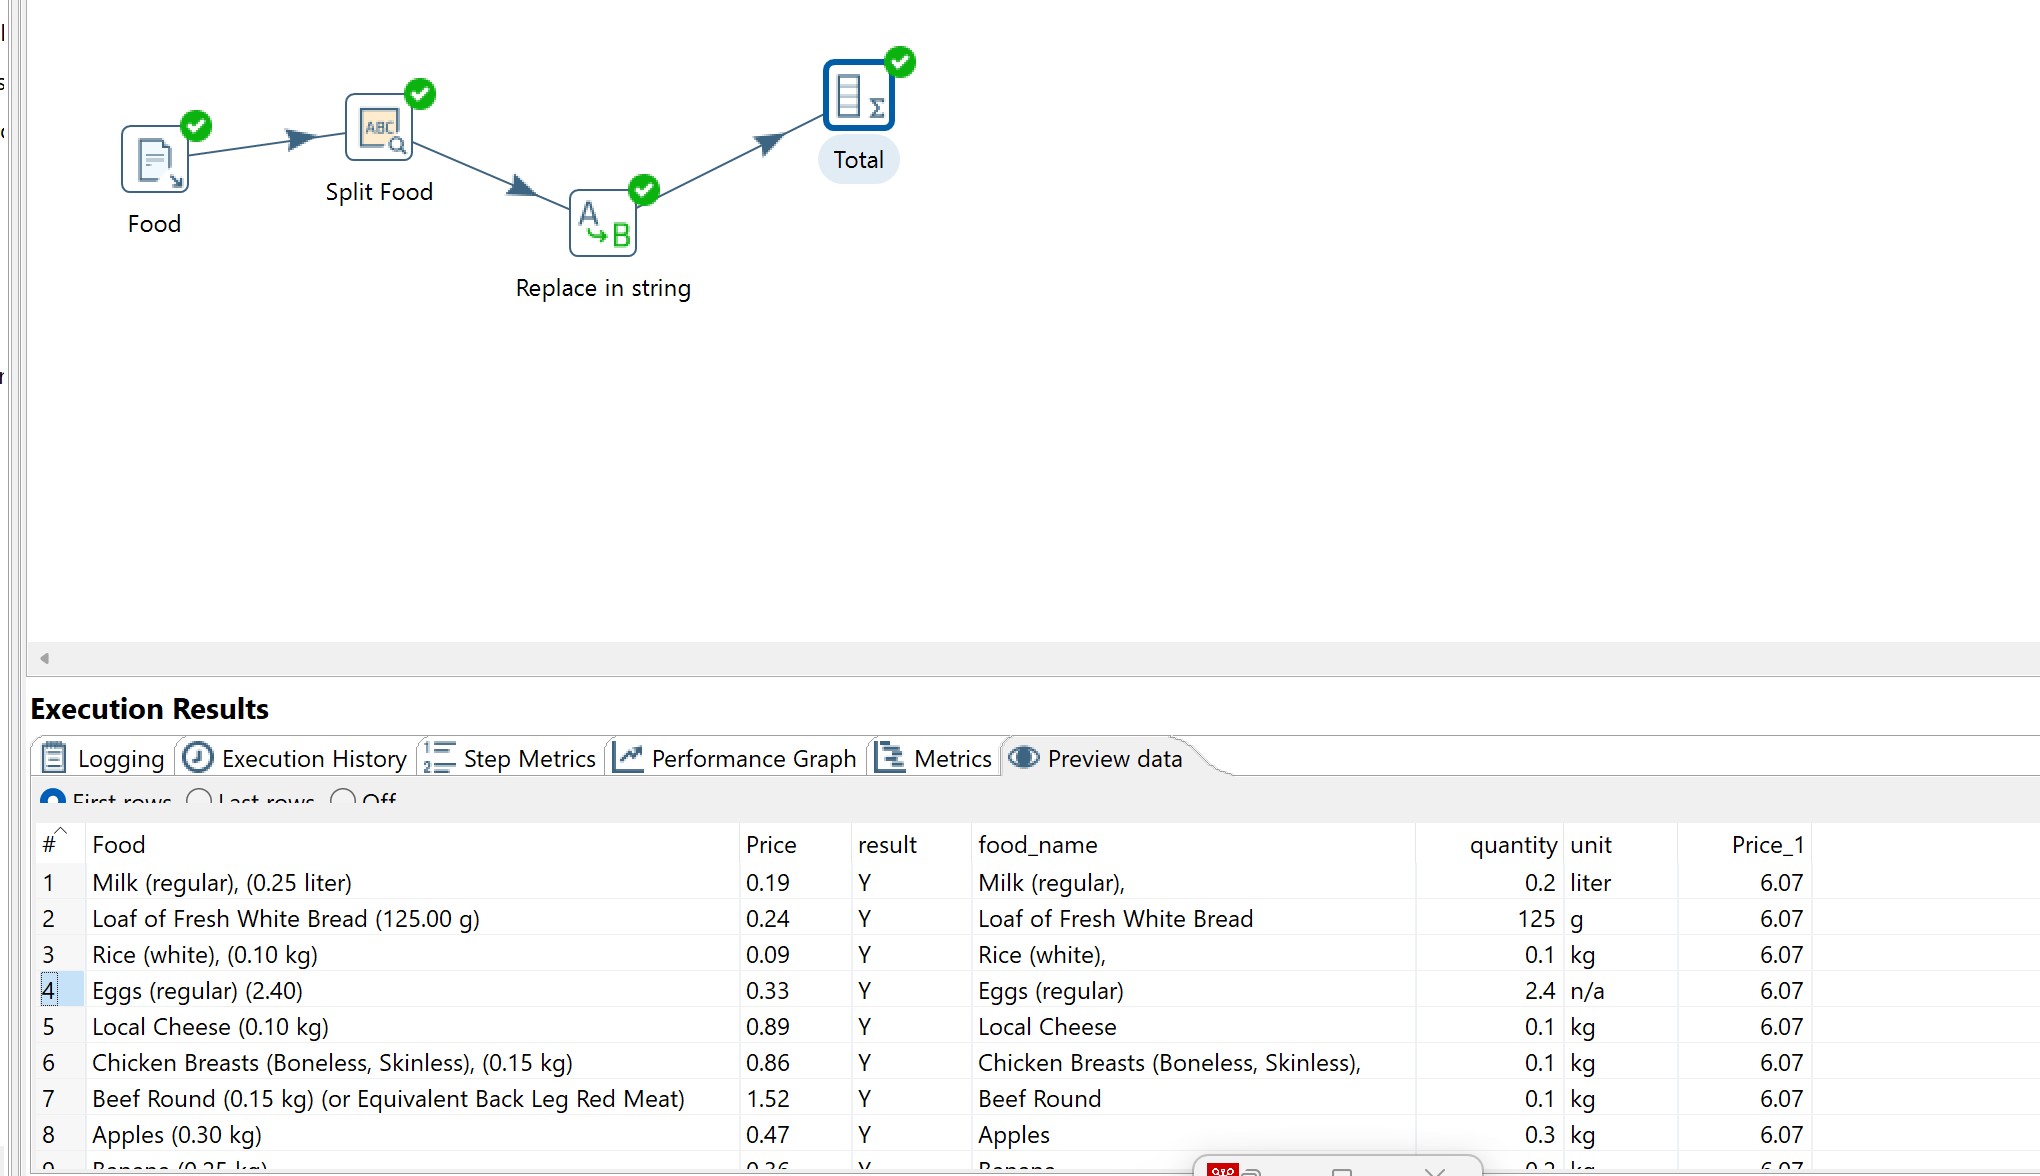 Total
Split Food
Food
Replace in string
Execution Results
Logging Execution History Step Metrics Performance Graph Metrics Preview data
First rows Last rows Off
# Food Price result food_name quantity unit Price_1
1 Milk (regular), (0.25 liter) 0.19 Y Milk (regular), 0.2 liter 6.07
2 Loaf of Fresh White Bread (125.00 g) 0.24 Y Loaf of Fresh White Bread 125 g 6.07
3 Rice (white), (0.10 kg) 0.09 Y Rice (white), 0.1 kg 6.07
4 Eggs (regular) (2.40) 0.33 Y Eggs (regular) 2.4 n/a 6.07
5 Local Cheese (0.10 kg) 0.89 Y Local Cheese 0.1 kg 6.07
6 Chicken Breasts (Boneless, Skinless), (0.15 kg) 0.86 Y Chicken Breasts (Boneless, Skinless), 0.1 kg 6.07
7 Beef Round (0.15 kg) (or Equivalent Back Leg Red Meat) 1.52 Y Beef Round 0.1 kg 6.07
8 Apples (0.30 kg) 0.47 Y Apples 0.3 kg 6.07